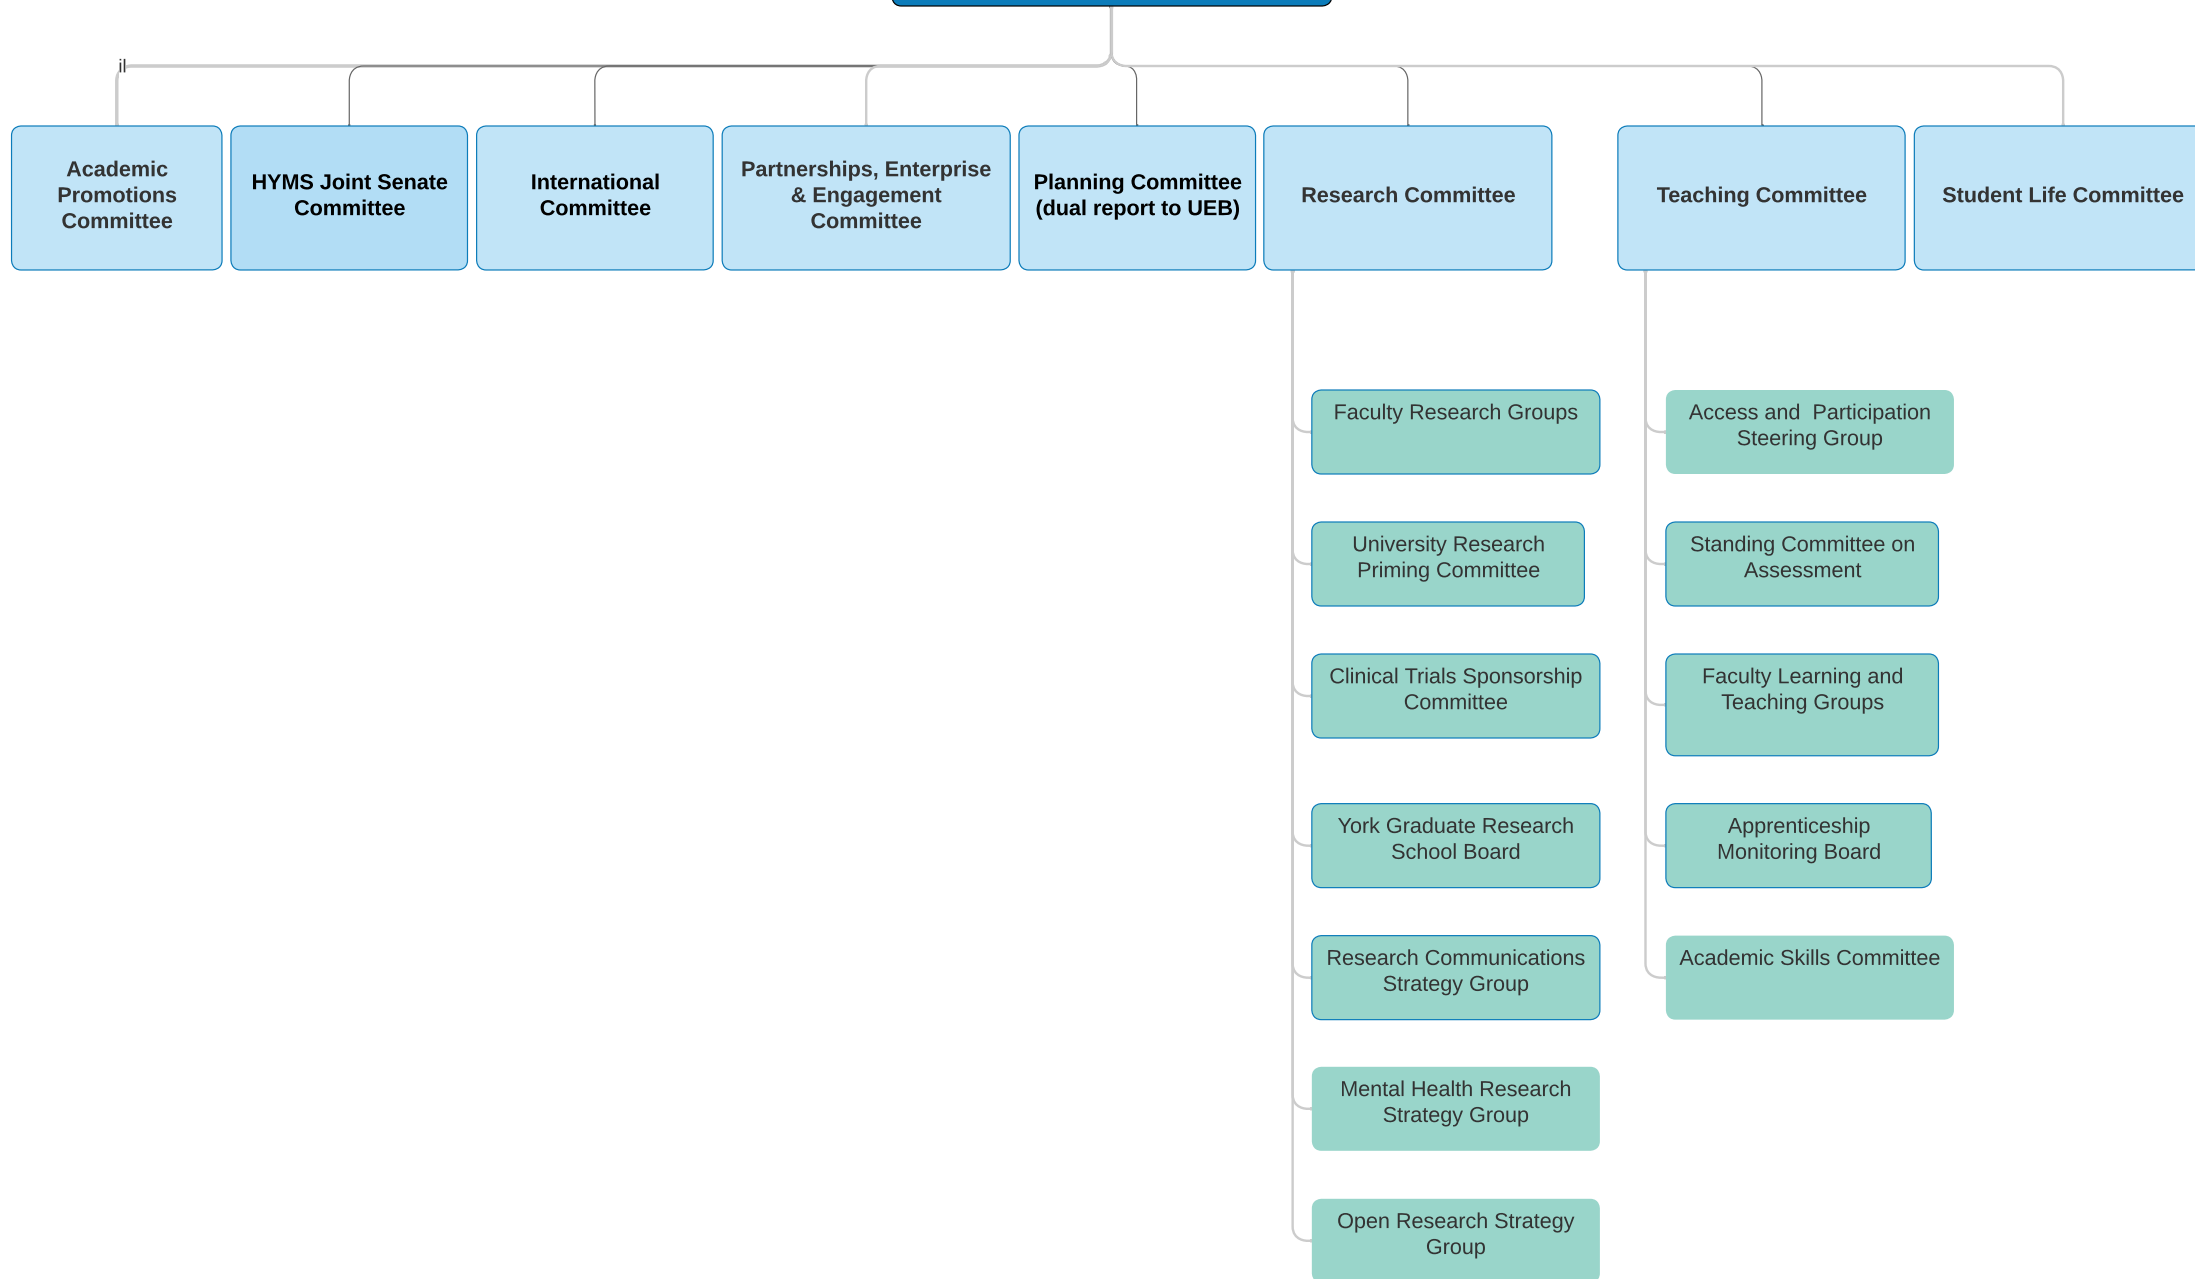 il
Academic
Promotions
Committee
HYMS Joint Senate
Committee
International
Committee
Partnerships, Enterprise
& Engagement
Committee
Planning Committee
(dual report to UEB)
Research Committee
Teaching Committee
Student Life Committee
Faculty Research Groups
University Research
Priming Committee
Clinical Trials Sponsorship
Committee
York Graduate Research
School Board
Research Communications
Strategy Group
Mental Health Research
Strategy Group
Open Research Strategy
Group
Access and  Participation
Steering Group
Standing Committee on
Assessment
Faculty Learning and
Teaching Groups
Apprenticeship
Monitoring Board
Academic Skills Committee